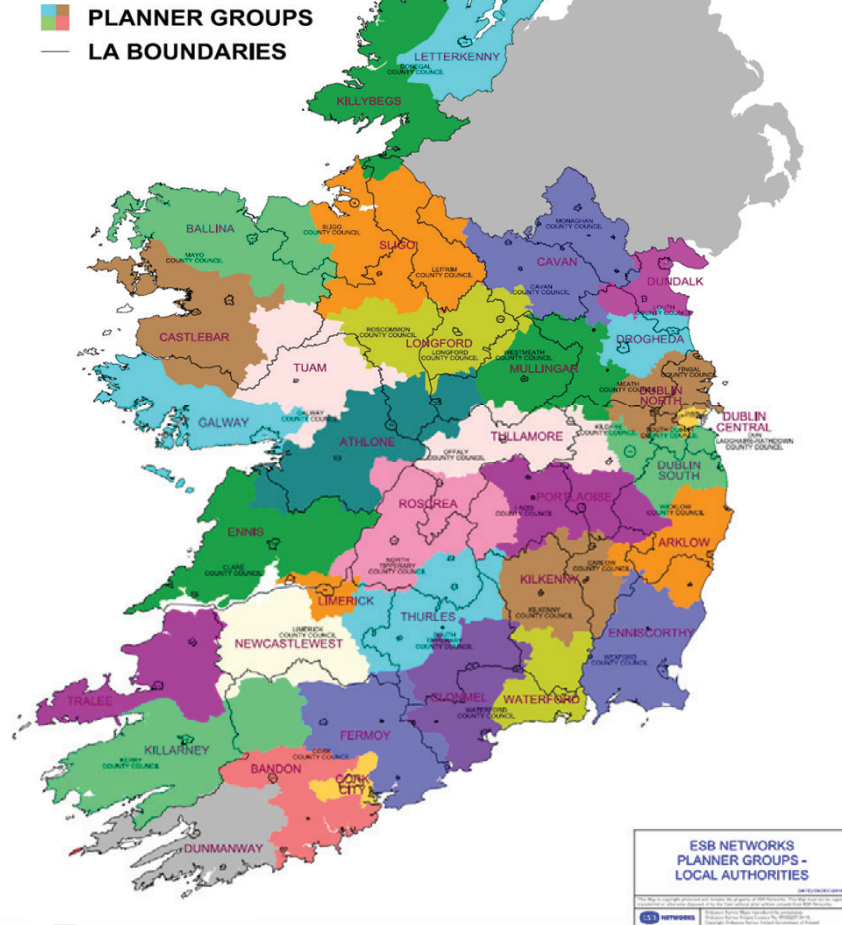 PLANNER GROUPS
LA BOUNDARIES
LETTERKENNY
DONEGAL
COUNTY COUNCIL
KILLYBEGS
BALLINA
SLIGO
COUNTY COUNCIL
SLIGO
MAYO
COUNTY COUNCIL
LEITRIM
COUNTY COUNCIL
MONAGHAN
COUNTY COUNCIL
CAVAN
CAVAN
COUNTY COUNCIL
DUNDALK
LOUTH
COUNTY COUNCIL
CASTLEBAR
ROSCOMMON
COUNTY COUNCIL
LONGFORD
LONGFORD
COUNTY COUNCIL
DROGHEDA
WESTMEATH
COUNTY COUNCIL
MULLINGAR
TUAM
MEATH
COUNTY COUNCIL
FINGAL
COUNTY COUNCIL
DUBLIN
NORTH
DUBLIN
CENTRAL
GALWAY
GALWAY
COUNTY COUNCIL
ATHLONE
TULLAMORE
OFFALY
COUNTY COUNCIL
KILDARE
COUNTY COUNCIL
SOUTH DUBLIN
COUNTY COUNCIL
DUN
LAOGHAIRE-RATHDOWN
COUNTY COUNCIL
DUBLIN
SOUTH
ROSCREA
LAOIS
COUNTY COUNCIL
PORTLAOISE
WICKLOW
COUNTY COUNCIL
ENNIS
ARKLOW
CLARE
COUNTY COUNCIL
NORTH
TIPPERARY
COUNTY COUNCIL
KILKENNY
CARLOW
COUNTY COUNCIL
LIMERICK
THURLES
KILKENNY
COUNTY COUNCIL
LIMERICK
COUNTY COUNCIL
NEWCASTLEWEST
SOUTH
TIPPERARY
COUNTY COUNCIL
ENNISCORTHY
WEXFORD
COUNTY COUNCIL
TRALEE
CLONMEL
WATERFORD
WATERFORD
COUNTY COUNCIL
KILLARNEY
KERRY
COUNTY COUNCIL
FERMOY
CORK
COUNTY COUNCIL
BANDON
CORK
CITY
DUNMANWAY
ESB NETWORKS
PLANNER GROUPS -
LOCAL AUTHORITIES
ESB NETWORKS